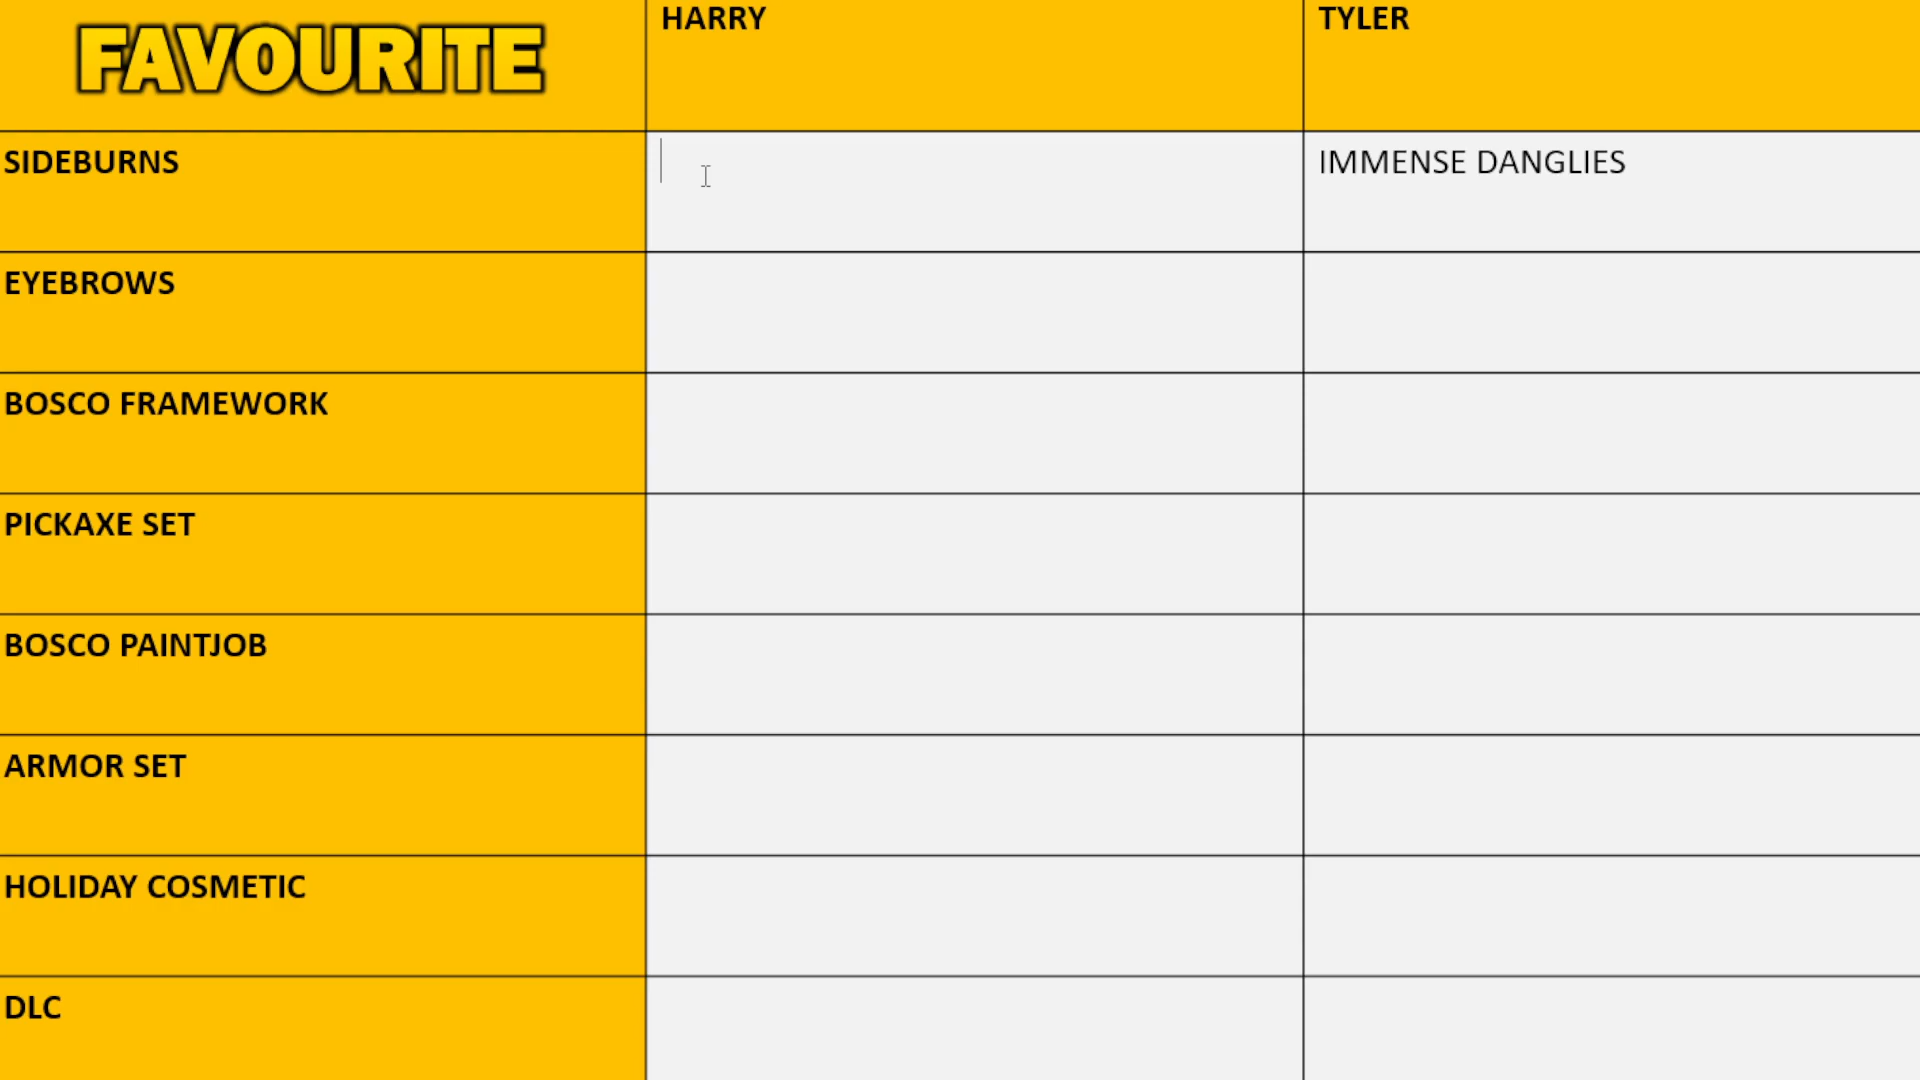 FAVOURITE
HARRY
TYLER
SIDEBURNS
IMMENSE DANGLIES
EYEBROWS
BOSCO FRAMEWORK
PICKAXE SET
BOSCO PAINTJOB
ARMOR SET
HOLIDAY COSMETIC
DLC